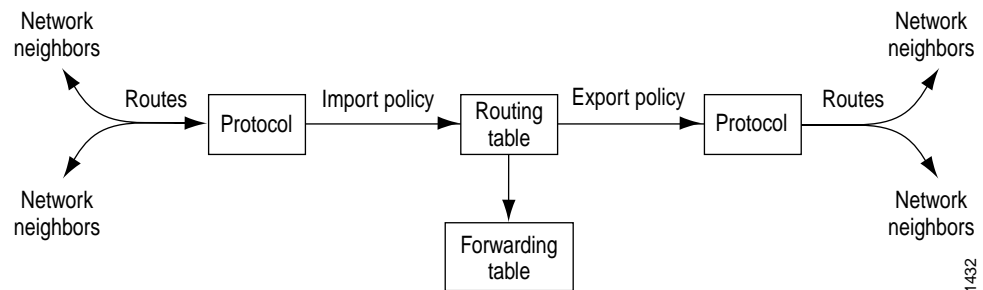 Network
neighbors
Network
neighbors
Routes
Import policy
Export policy
Routes
Protocol
Routing
table
Protocol
Network
neighbors
Network
neighbors
Forwarding
table
1432